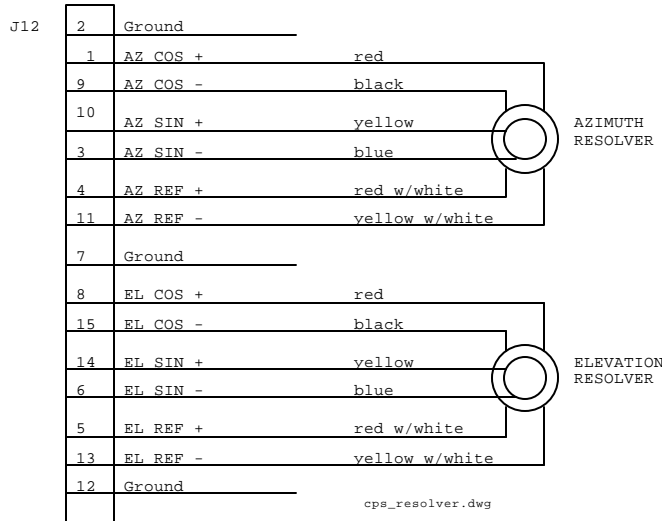 J12 2 Ground
1 AZ COS + red
9 AZ COS - black
10 AZ SIN + yellow
AZIMUTH
RESOLVER
3 AZ SIN - blue
4 AZ REF + red w/white
11 AZ REF - yellow w/white
7 Ground
8 EL COS + red
15 EL COS - black
14 EL SIN + yellow
ELEVATION
RESOLVER
6 EL SIN - blue
5 EL REF + red w/white
13 EL REF - yellow w/white
12 Ground
cps_resolver.dwg